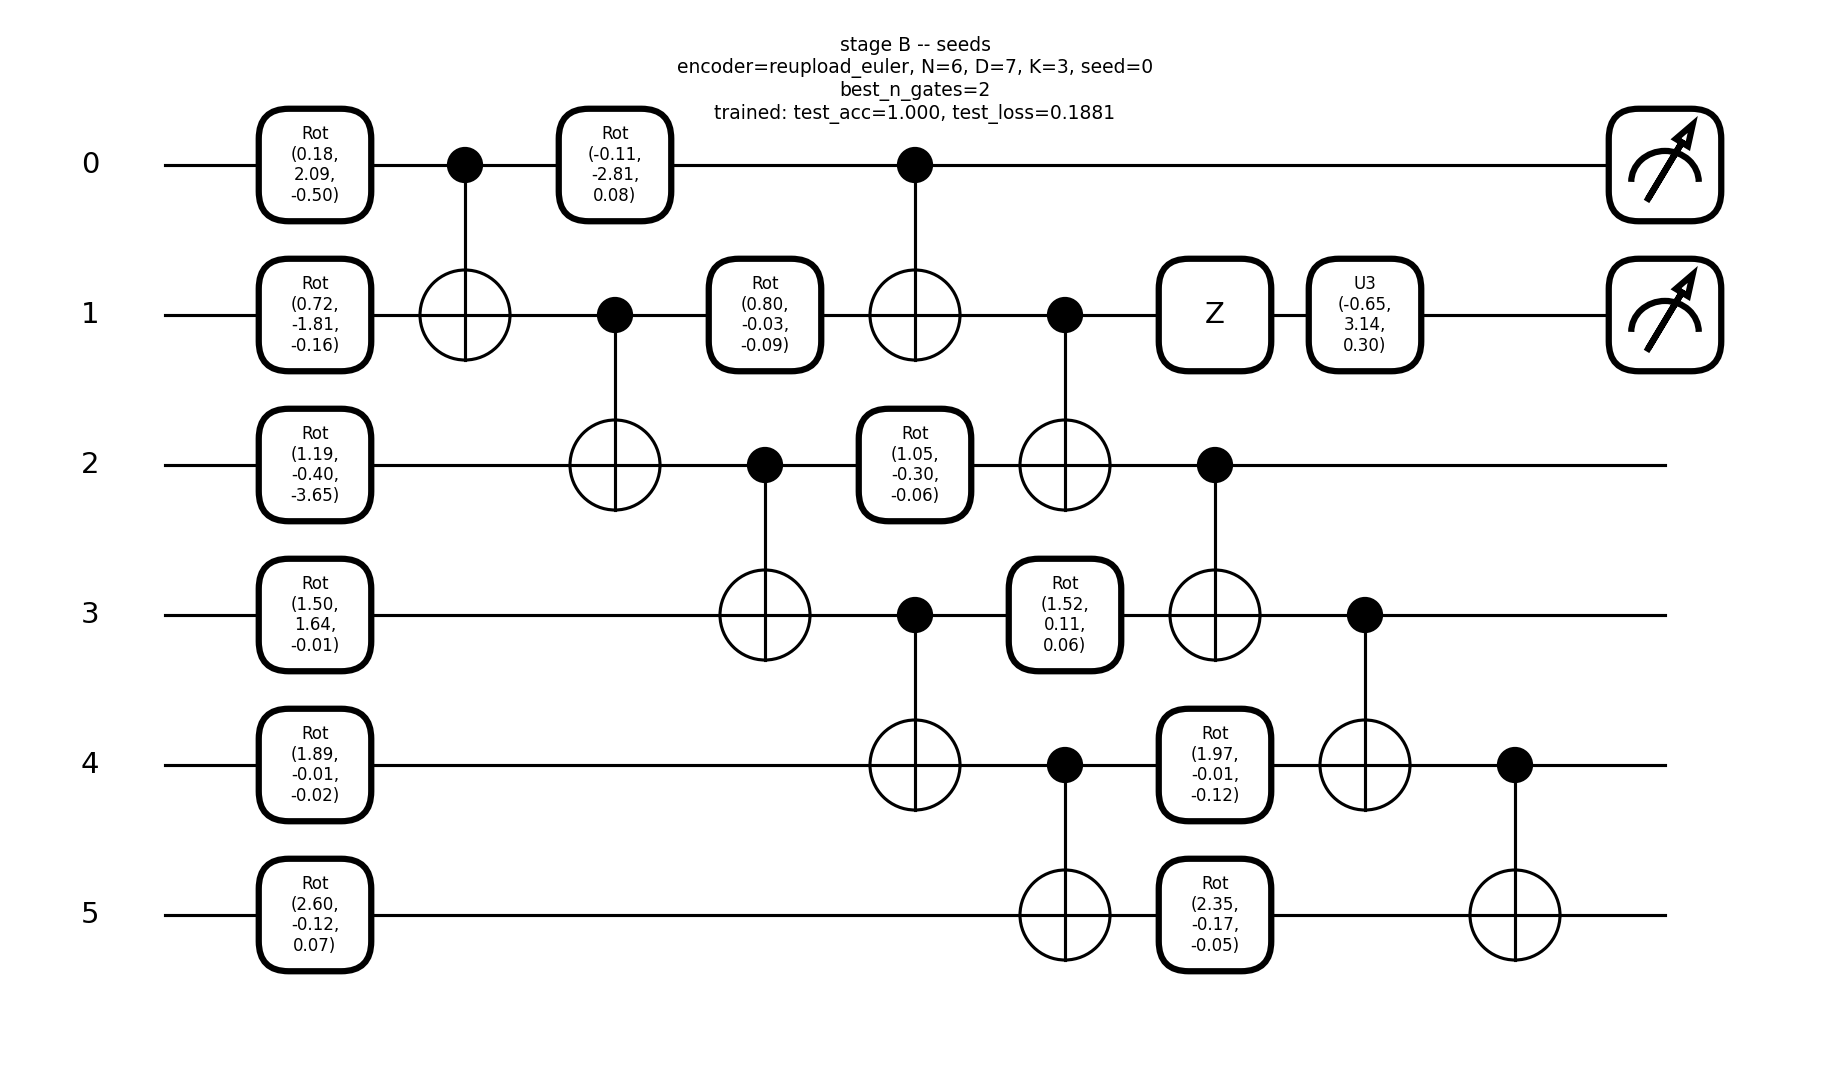 stage B -- seeds
encoder=reupload_euler, N=6, D=7, K=3, seed=0
best_n_gates=2
trained: test_acc=1.000, test_loss=0.1881
0
Rot
(0.18,
2.09,
-0.50)
Rot
(-0.11,
-2.81,
0.08)
1
Rot
(0.72,
-1.81,
-0.16)
Rot
(0.80,
-0.03,
-0.09)
Z
U3
(-0.65,
3.14,
0.30)
2
Rot
(1.19,
-0.40,
-3.65)
Rot
(1.05,
-0.30,
-0.06)
3
Rot
(1.50,
1.64,
-0.01)
Rot
(1.52,
0.11,
0.06)
4
Rot
(1.89,
-0.01,
-0.02)
Rot
(1.97,
-0.01,
-0.12)
5
Rot
(2.60,
-0.12,
0.07)
Rot
(2.35,
-0.17,
-0.05)